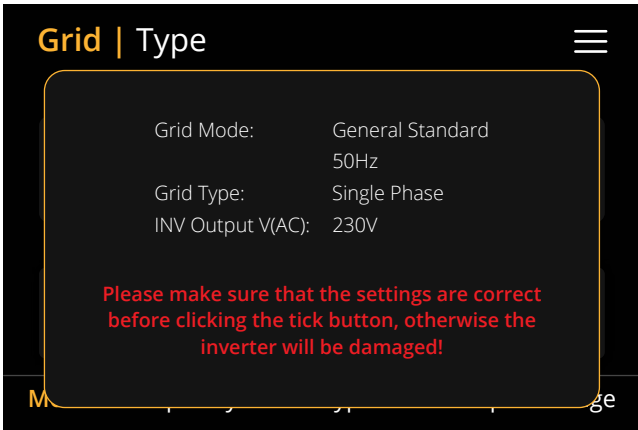 Grid | Type
Grid Mode: General Standard
50Hz
Grid Type: Single Phase
INV Output V(AC): 230V
Please make sure that the settings are correct
before clicking the tick button, otherwise the
inverter will be damaged!